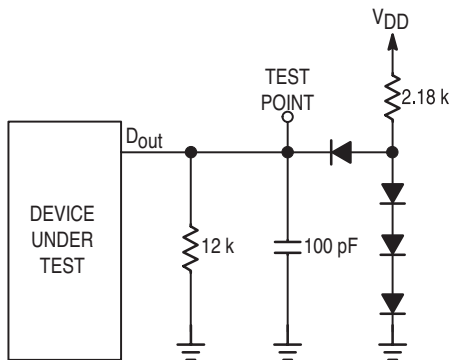 VDD
2.18 k
TEST
POINT
Dout
DEVICE
UNDER
TEST
12 k
100 pF